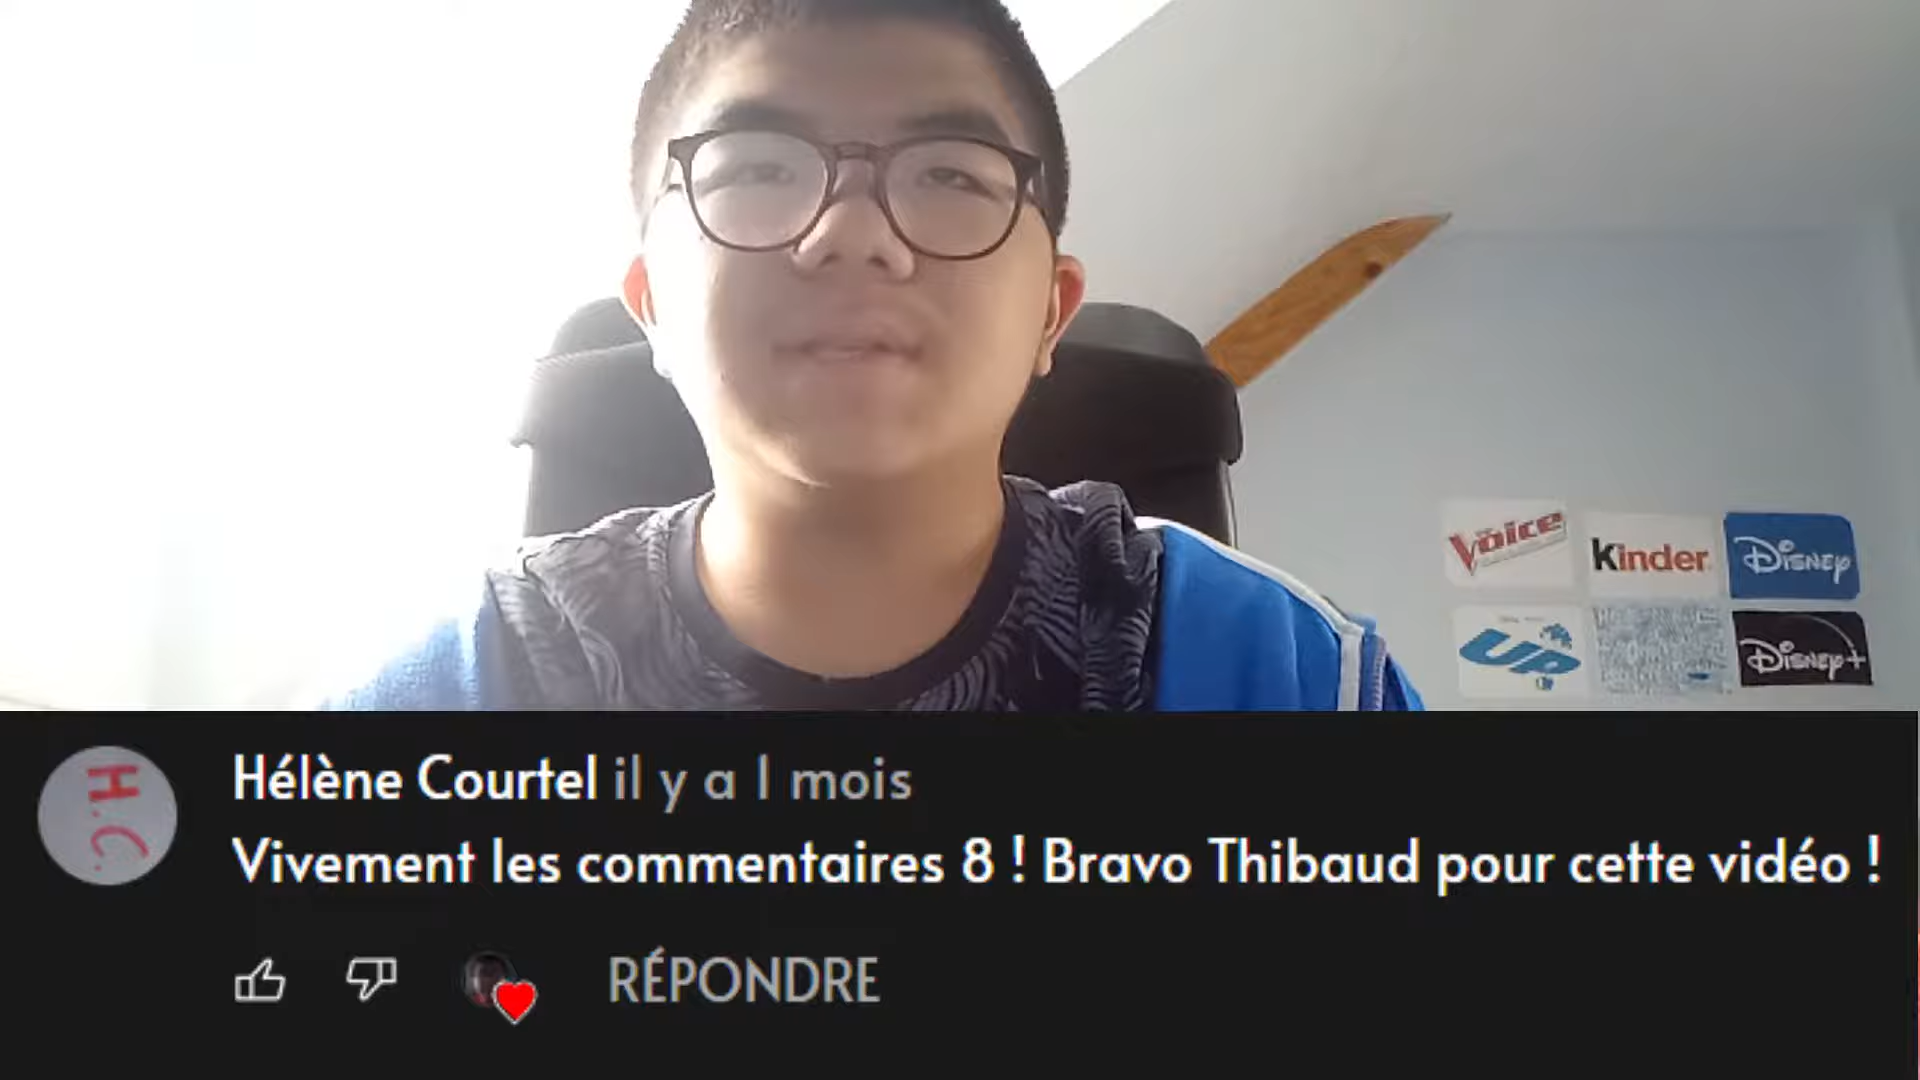 The Voice
Kinder
Disney
UP
Disney+
H.C.
Hélène Courtel il y a 1 mois
Vivement les commentaires 8 ! Bravo Thibaud pour cette vidéo !
RÉPONDRE